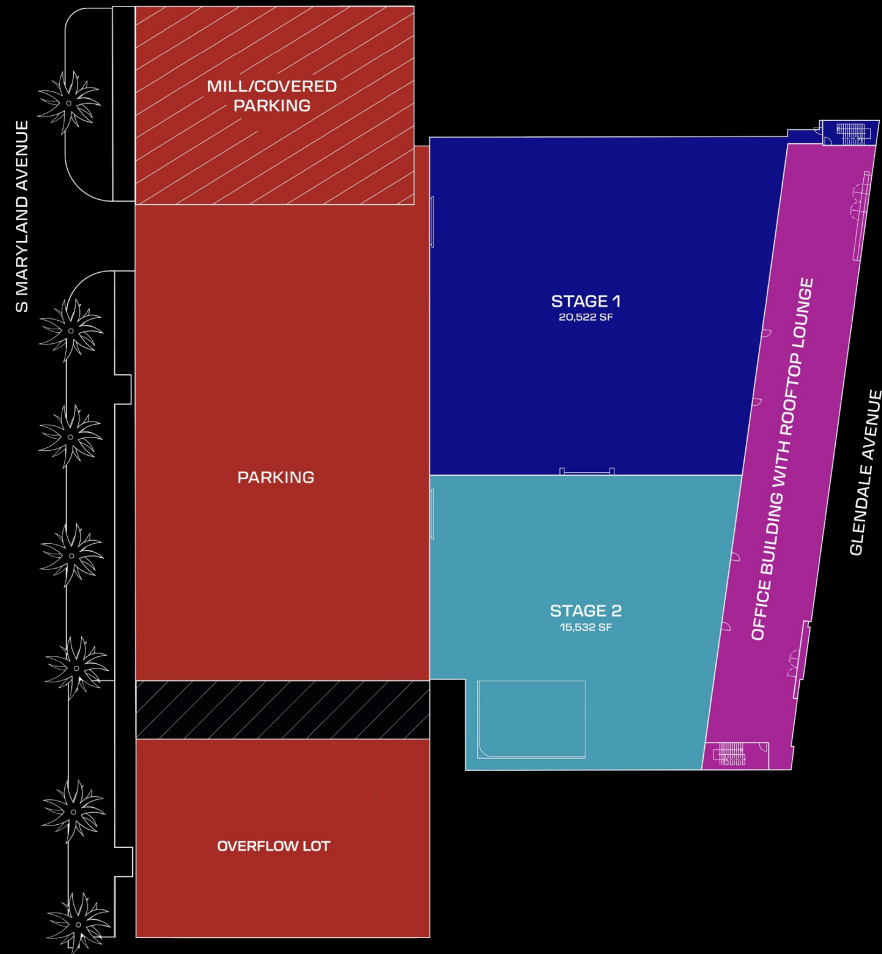 MILL/COVERED
PARKING
S MARYLAND AVENUE
STAGE 1
20,522 SF
OFFICE BUILDING WITH ROOFTOP LOUNGE
GLENDALE AVENUE
PARKING
STAGE 2
15,532 SF
OVERFLOW LOT